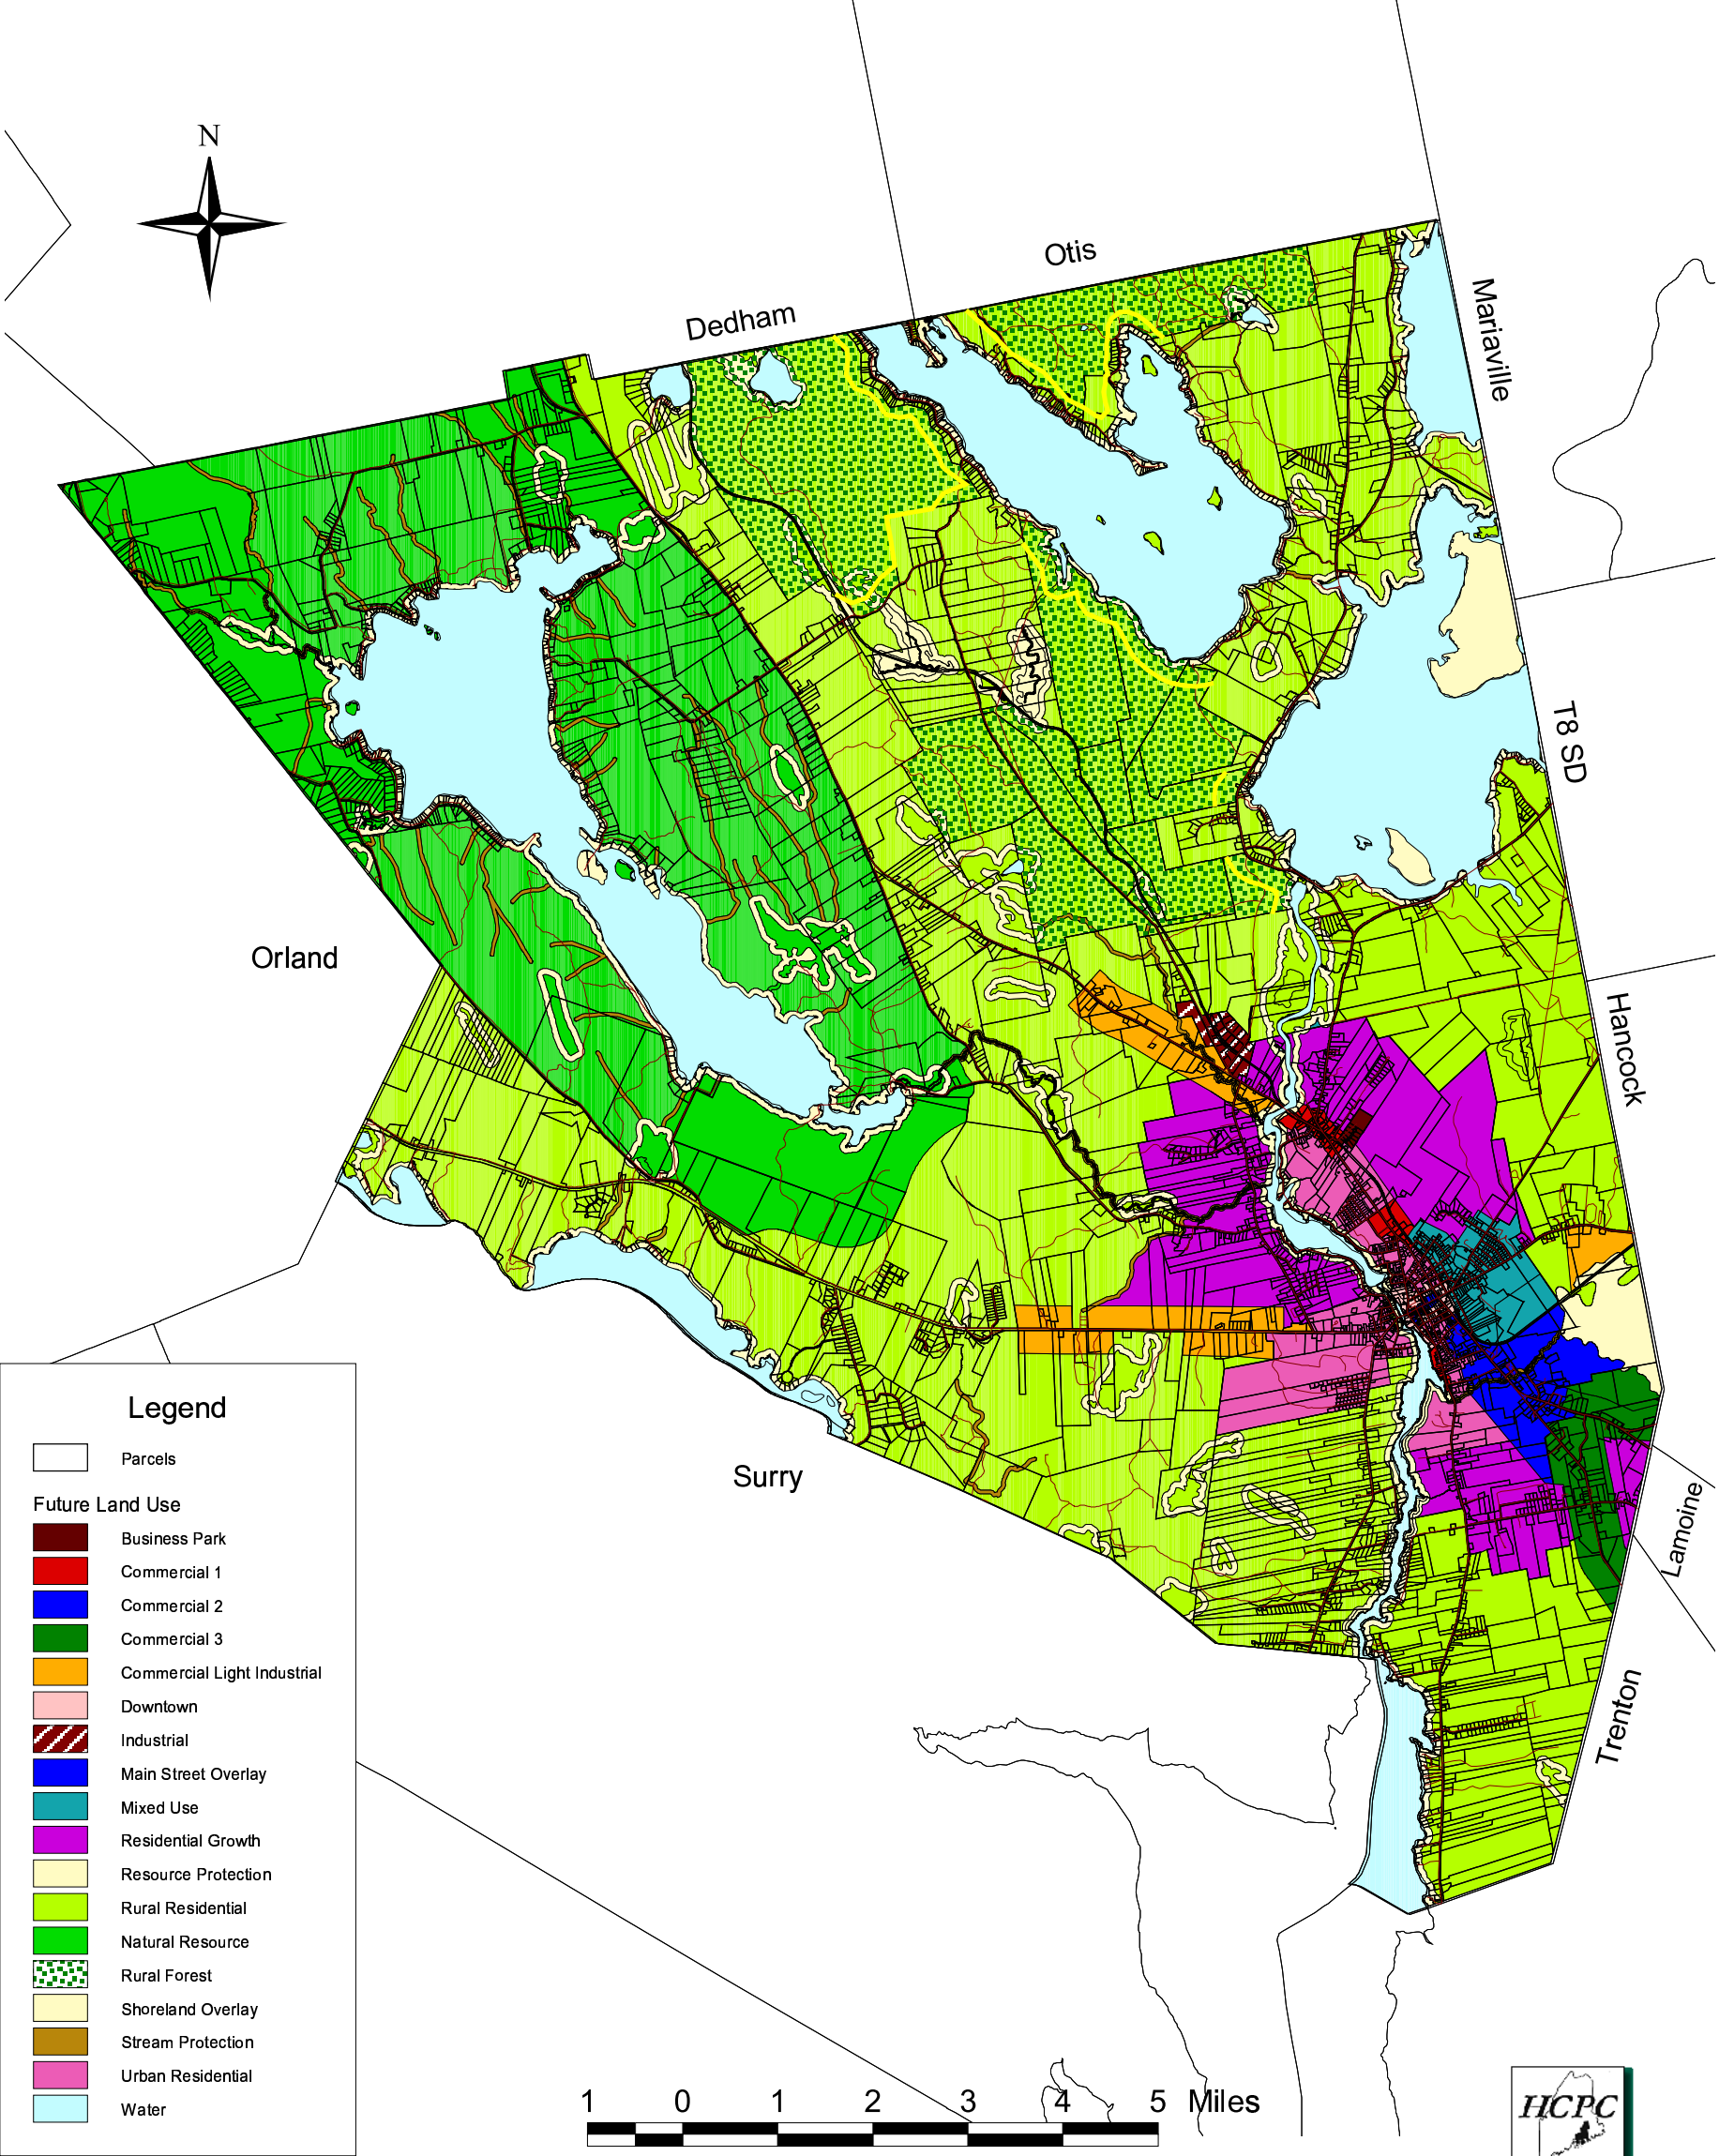 N
Otis
Dedham
Mariaville
T8 SD
Orland
Hancock
Surry
Lamoine
Trenton
Legend
Parcels
Future Land Use
Business Park
Commercial 1
Commercial 2
Commercial 3
Commercial Light Industrial
Downtown
Industrial
Main Street Overlay
Mixed Use
Residential Growth
Resource Protection
Rural Residential
Natural Resource
Rural Forest
Shoreland Overlay
Stream Protection
Urban Residential
Water
1 0 1 2 3 4 5 Miles
HCPC